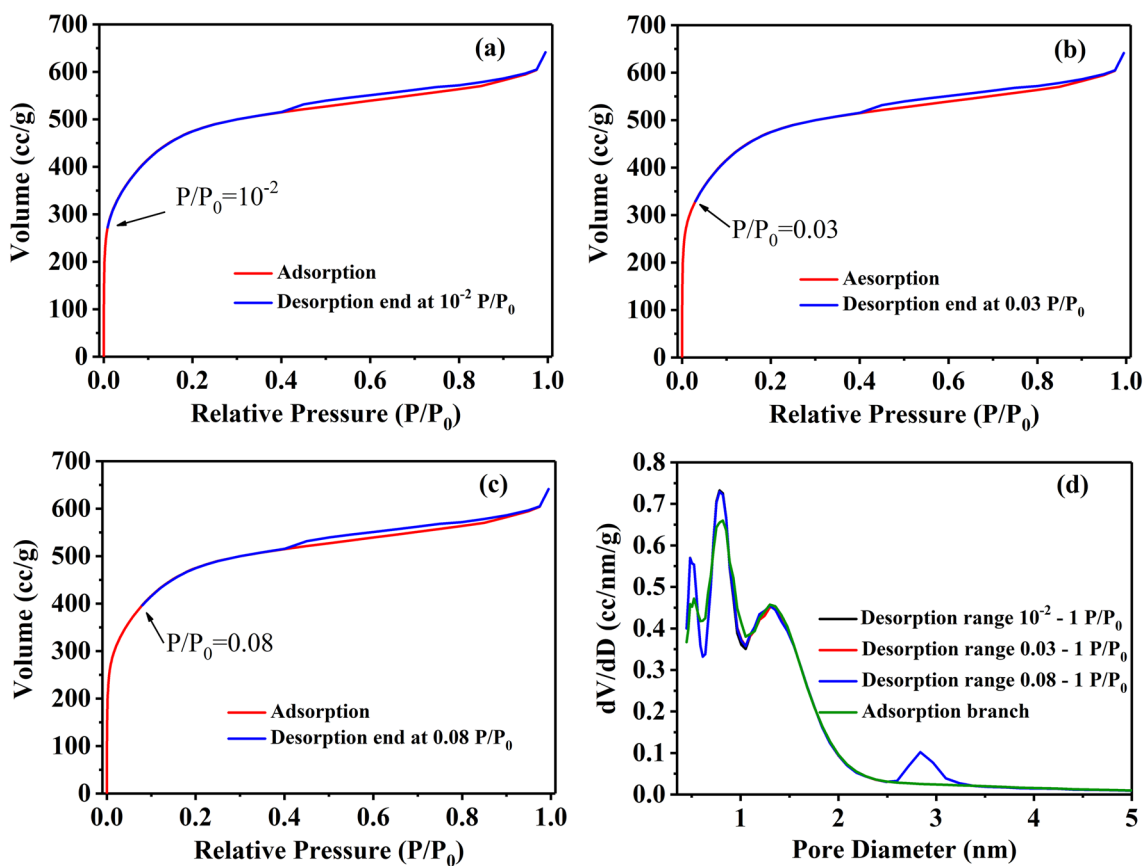 (a)
700
600
500
400
300
200
100
0
Volume (cc/g)
P/P₀=10⁻²
Adsorption
Desorption end at 10⁻² P/P₀
0.0 0.2 0.4 0.6 0.8 1.0
Relative Pressure (P/P₀)
(b)
700
600
500
400
300
200
100
0
Volume (cc/g)
P/P₀=0.03
Aesorption
Desorption end at 0.03 P/P₀
0.0 0.2 0.4 0.6 0.8 1.0
Relative Pressure (P/P₀)
(c)
700
600
500
400
300
200
100
0
Volume (cc/g)
P/P₀=0.08
Adsorption
Desorption end at 0.08 P/P₀
0.0 0.2 0.4 0.6 0.8 1.0
Relative Pressure (P/P₀)
(d)
0.8
0.7
0.6
0.5
0.4
0.3
0.2
0.1
0.0
dV/dD (cc/nm/g)
Desorption range 10⁻² - 1 P/P₀
Desorption range 0.03 - 1 P/P₀
Desorption range 0.08 - 1 P/P₀
Adsorption branch
1 2 3 4 5
Pore Diameter (nm)